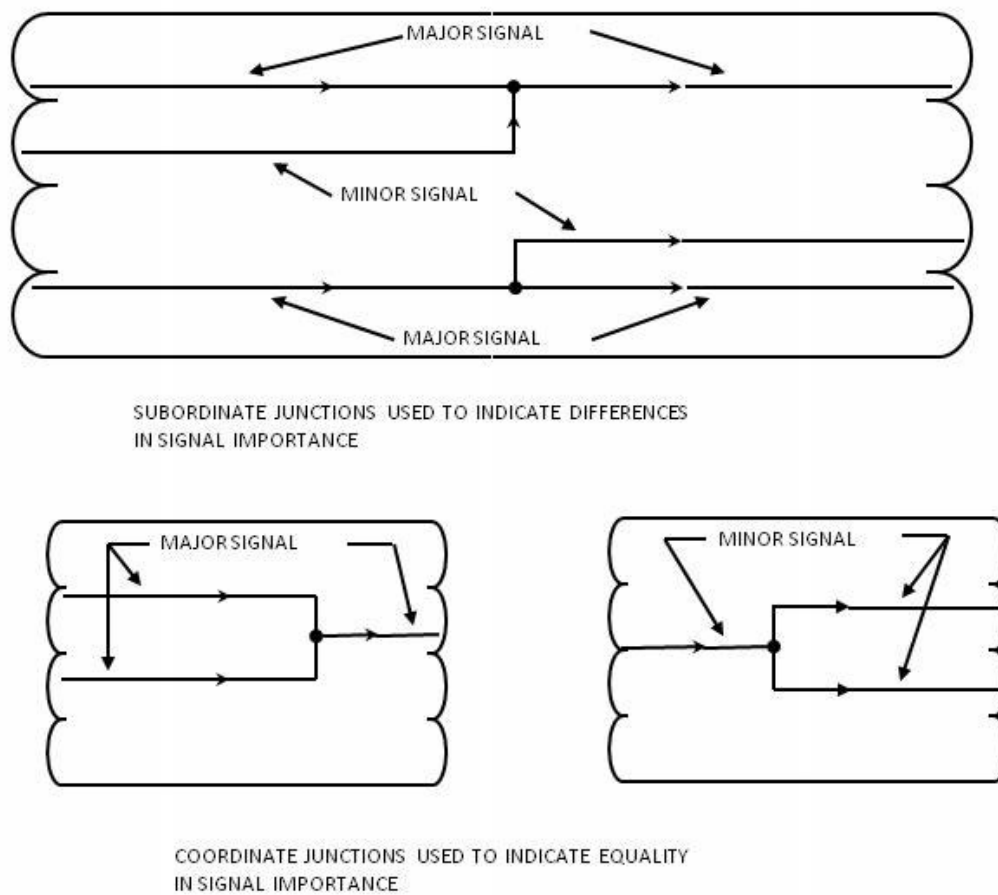 MAJOR SIGNAL
MINOR SIGNAL
MAJOR SIGNAL
SUBORDINATE JUNCTIONS USED TO INDICATE DIFFERENCES
IN SIGNAL IMPORTANCE
MAJOR SIGNAL
MINOR SIGNAL
COORDINATE JUNCTIONS USED TO INDICATE EQUALITY
IN SIGNAL IMPORTANCE